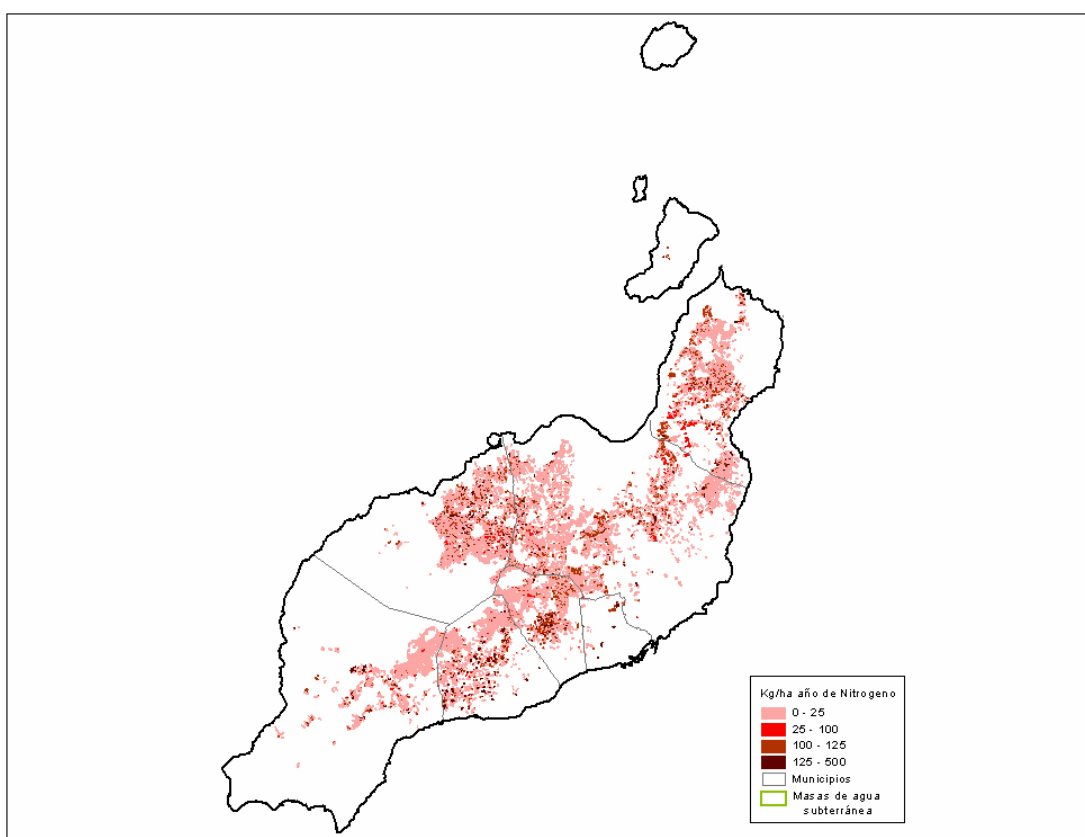 Kg/ha año de Nitrogeno
0 - 25
25 - 100
100 - 125
125 - 500
Municipios
Masas de agua
subterránea